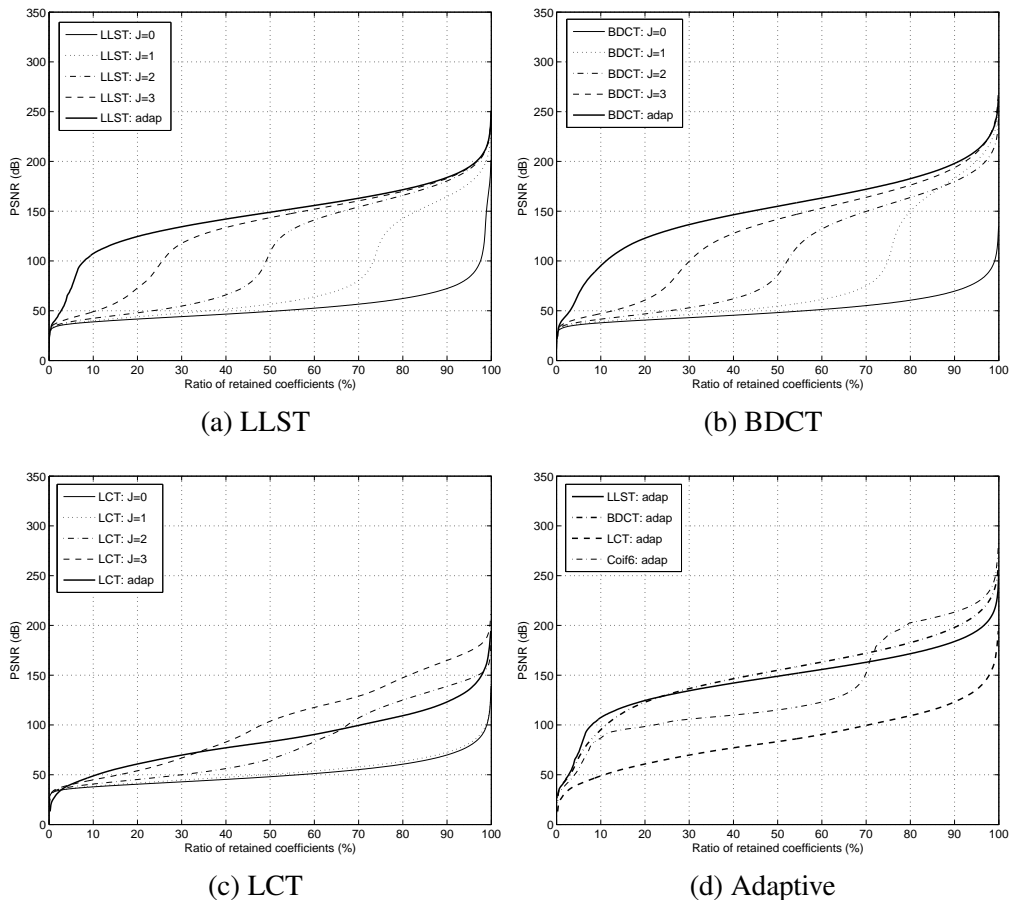 350
300
250
200
150
100
50
0
PSNR (dB)
LLST: J=0
LLST: J=1
LLST: J=2
LLST: J=3
LLST: adap
0 10 20 30 40 50 60 70 80 90 100
Ratio of retained coefficients (%)
(a) LLST
350
300
250
200
150
100
50
0
PSNR (dB)
BDCT: J=0
BDCT: J=1
BDCT: J=2
BDCT: J=3
BDCT: adap
0 10 20 30 40 50 60 70 80 90 100
Ratio of retained coefficients (%)
(b) BDCT
350
300
250
200
150
100
50
0
PSNR (dB)
LCT: J=0
LCT: J=1
LCT: J=2
LCT: J=3
LCT: adap
0 10 20 30 40 50 60 70 80 90 100
Ratio of retained coefficients (%)
(c) LCT
350
300
250
200
150
100
50
0
PSNR (dB)
LLST: adap
BDCT: adap
LCT: adap
Coif6: adap
0 10 20 30 40 50 60 70 80 90 100
Ratio of retained coefficients (%)
(d) Adaptive